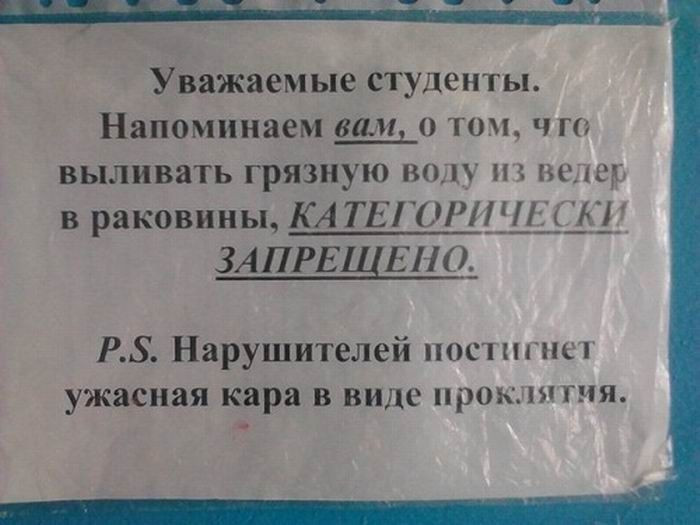 Уважаемые студенты.
Напоминаем вам, о том, что
выливать грязную воду из ведер
в раковины, КАТЕГОРИЧЕСКИ
ЗАПРЕЩЕНО.
P.S. Нарушителей постигнет
ужасная кара в виде проклятия.